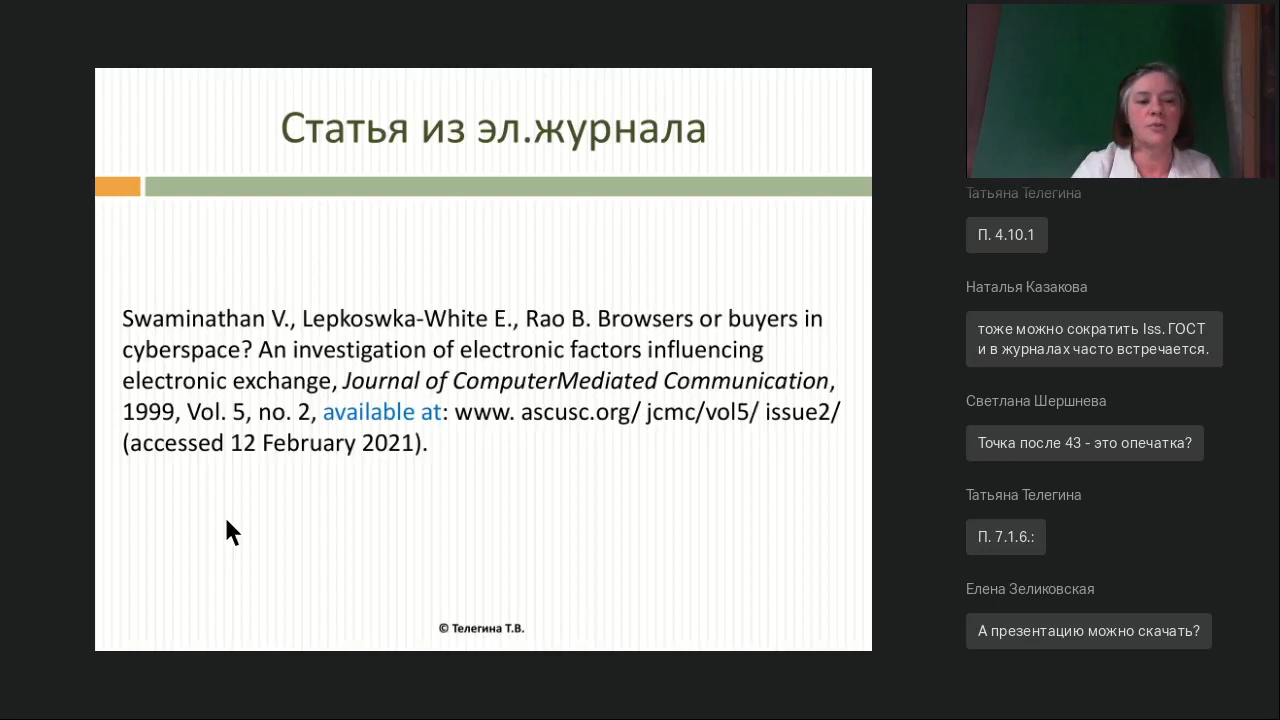 Статья из эл.журнала
Swaminathan V., Lepkoswka-White E., Rao B. Browsers or buyers in
cyberspace? An investigation of electronic factors influencing
electronic exchange, Journal of ComputerMediated Communication,
1999, Vol. 5, no. 2, available at: www. ascusc.org/ jcmc/vol5/ issue2/
(accessed 12 February 2021).
© Телегина Т.В.
Татьяна Телегина
П. 4.10.1
Наталья Казакова
тоже можно сократить Iss. ГОСТ
и в журналах часто встречается.
Светлана Шершнева
Точка после 43 - это опечатка?
Татьяна Телегина
П. 7.1.6.:
Елена Зеликовская
А презентацию можно скачать?